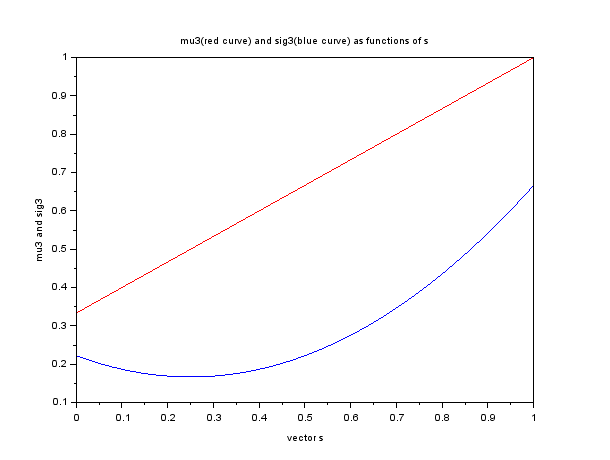 mu3(red curve) and sig3(blue curve) as functions of s
1
0.9
0.8
0.7
0.6
0.5
0.4
0.3
0.2
0.1
mu3 and sig3
0 0.1 0.2 0.3 0.4 0.5 0.6 0.7 0.8 0.9 1
vector s